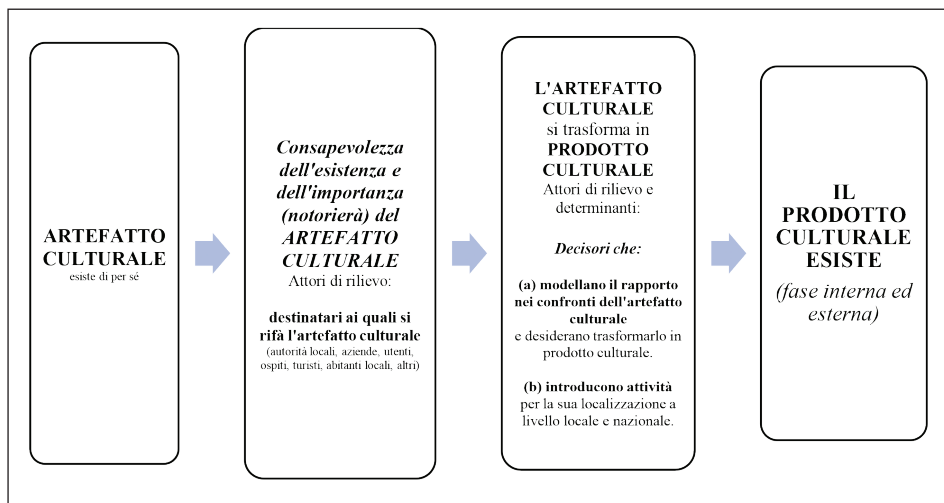 ARTEFATTO
CULTURALE
esiste di per sé
Consapevolezza
dell'esistenza e
dell'importanza
(notorierà) del
ARTEFATTO
CULTURALE
Attori di rilievo:
destinatari ai quali si
rifà l'artefatto culturale
(autorità locali, aziende, utenti,
ospiti, turisti, abitanti locali, altri)
L'ARTEFATTO
CULTURALE
si trasforma in
PRODOTTO
CULTURALE
Attori di rilievo e
determinanti:
Decisori che:
(a) modellano il rapporto
nei confronti dell'artefatto
culturale
e desiderano trasformarlo in
prodotto culturale.
(b) introducono attività
per la sua localizzazione a
livello locale e nazionale.
IL
PRODOTTO
CULTURALE
ESISTE
(fase interna ed
esterna)